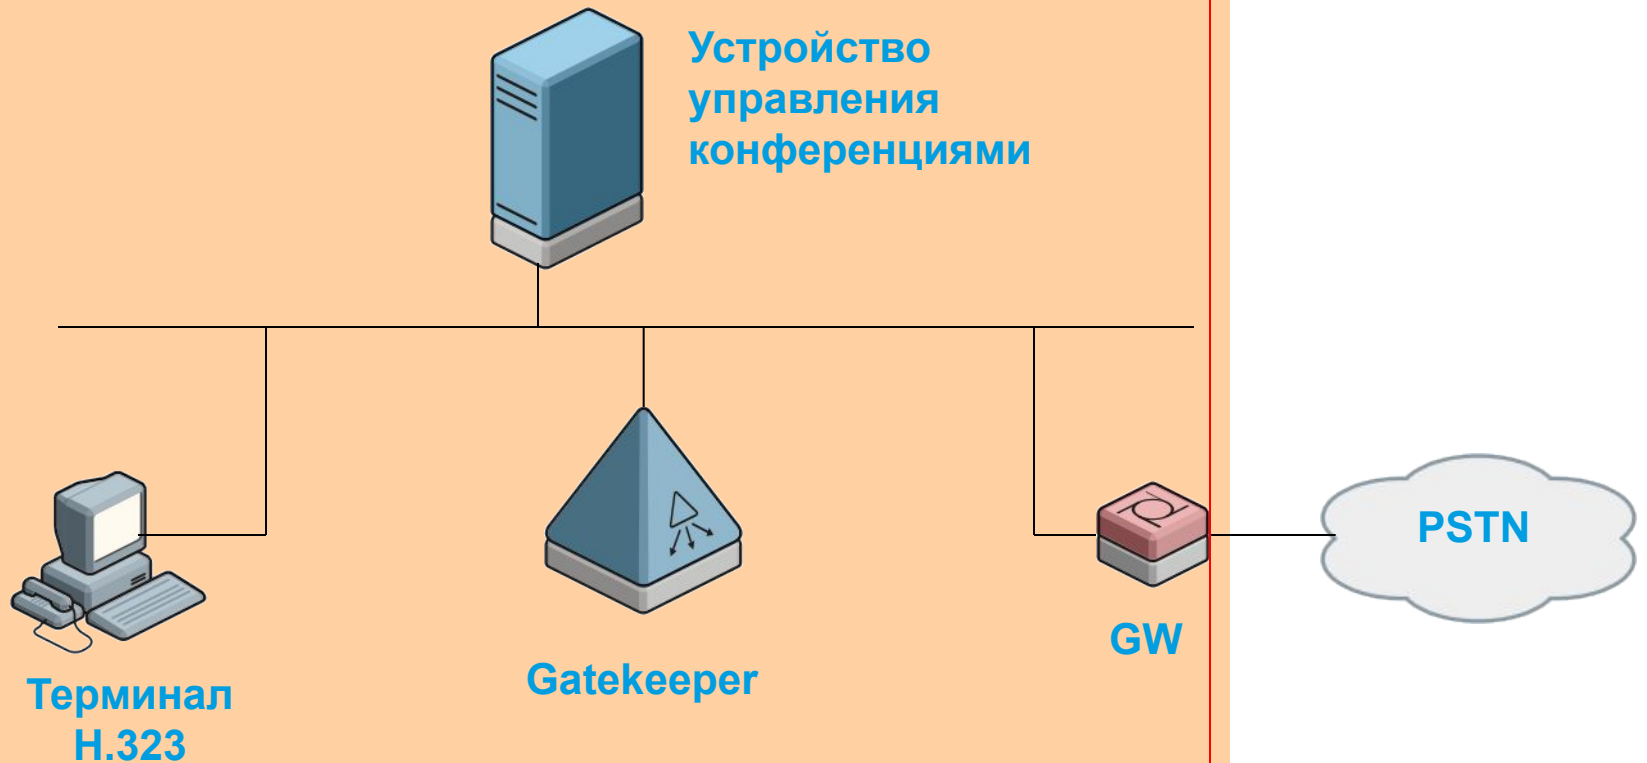 Устройство
управления
конференциями
PSTN
GW
Gatekeeper
Терминал
H.323